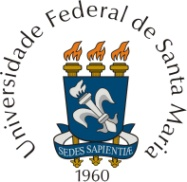 Universidade Federal de Santa Maria
SEDES SAPIENTIÆ
1960